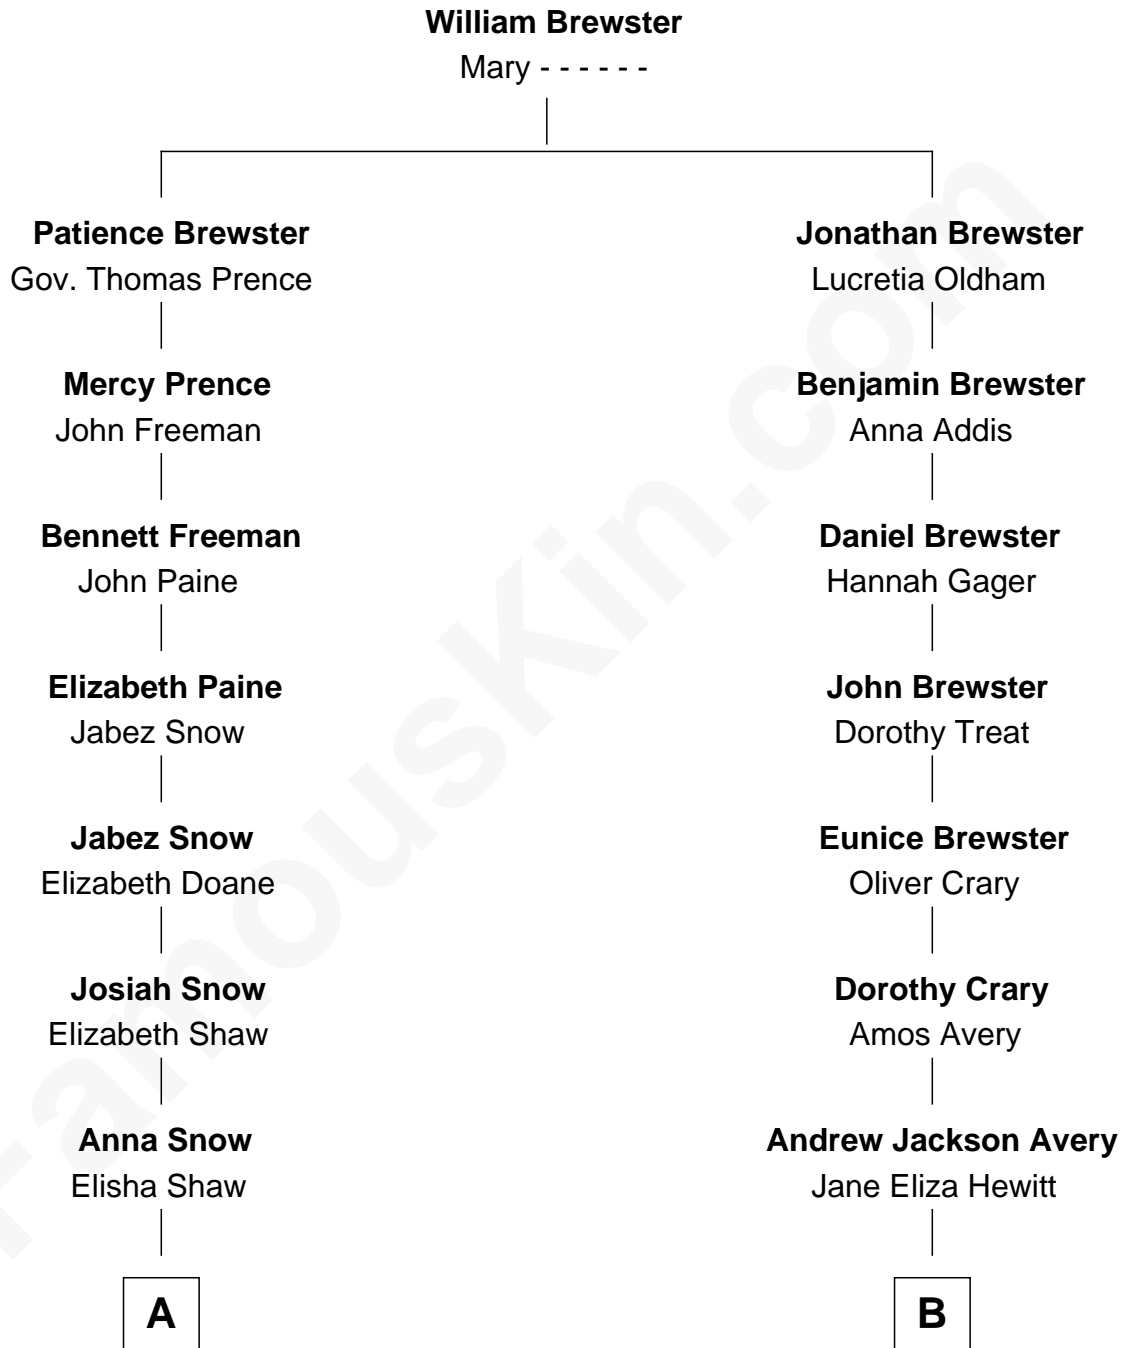 William Brewster
Mary - - - - - -
Patience Brewster
Gov. Thomas Prence
Jonathan Brewster
Lucretia Oldham
Mercy Prence
John Freeman
Benjamin Brewster
Anna Addis
Bennett Freeman
John Paine
Daniel Brewster
Hannah Gager
Elizabeth Paine
Jabez Snow
John Brewster
Dorothy Treat
Jabez Snow
Elizabeth Doane
Eunice Brewster
Oliver Crary
Josiah Snow
Elizabeth Shaw
Dorothy Crary
Amos Avery
Anna Snow
Elisha Shaw
Andrew Jackson Avery
Jane Eliza Hewitt
A
B
FamousKin.com